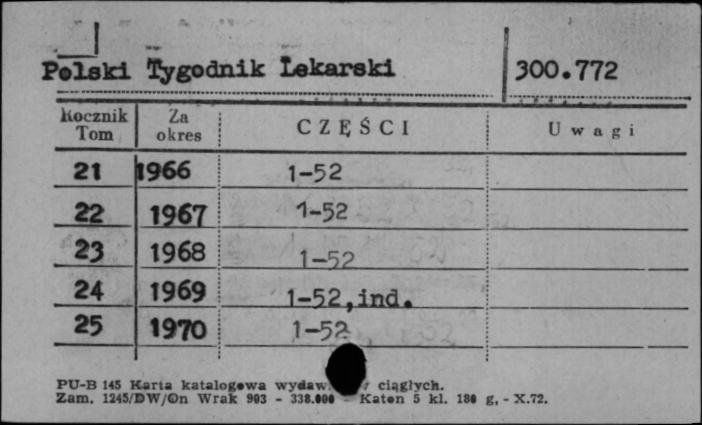 Polski Tygodnik Lekarski 300.772
Rocznik Tom Za okres CZĘŚCI Uwagi
21 1966 1-52
22 1967 1-52
23 1968 1-52
24 1969 1-52,ind.
25 1970 1-52
PU-B 145 Karta katalogowa ciągłych.
Zam. 1245/DW/On Wrak 903 - 338.000 Katon 5 kl. 180 g, - X.72.